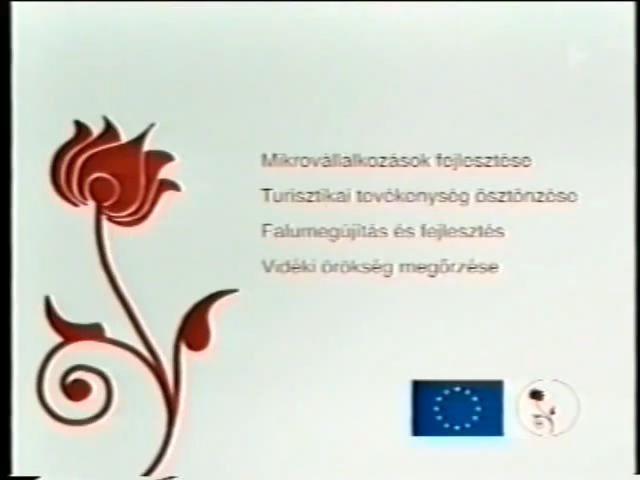 Mikrovállalkozások fejlesztése
Turisztikai tevékenység ösztönzése
Falumegújítás és fejlesztés
Vidéki örökség megőrzése